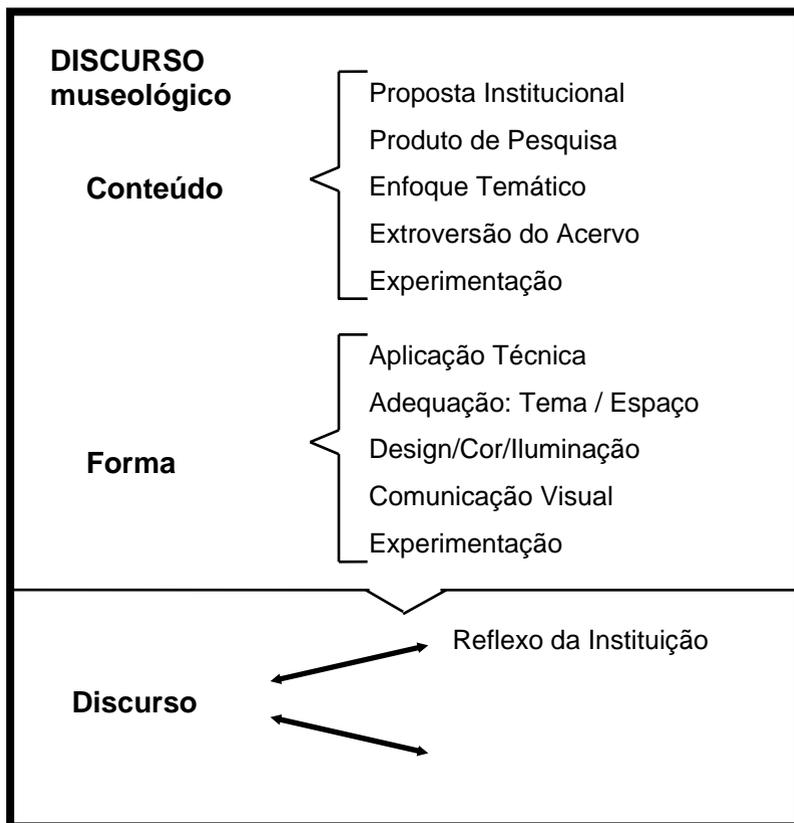 DISCURSO
museológico
Conteúdo
Proposta Institucional
Produto de Pesquisa
Enfoque Temático
Extroversão do Acervo
Experimentação
Forma
Aplicação Técnica
Adequação: Tema / Espaço
Design/Cor/Iluminação
Comunicação Visual
Experimentação
Discurso
Reflexo da Instituição